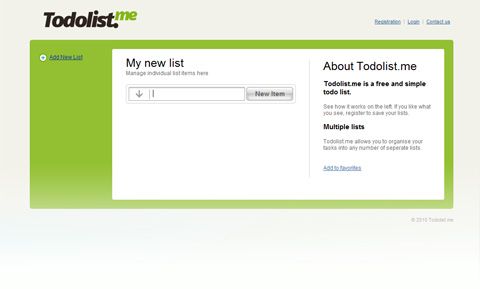 Todolist.me
Registration | Login | Contact us
Add New List
My new list
Manage individual list items here
New Item
About Todolist.me
Todolist.me is a free and simple
todo list.
See how it works on the left. If you like what
you see, register to save your lists.
Multiple lists
Todolist.me allows you to organise your
tasks into any number of seperate lists.
Add to favorites
© 2010 Todolist.me